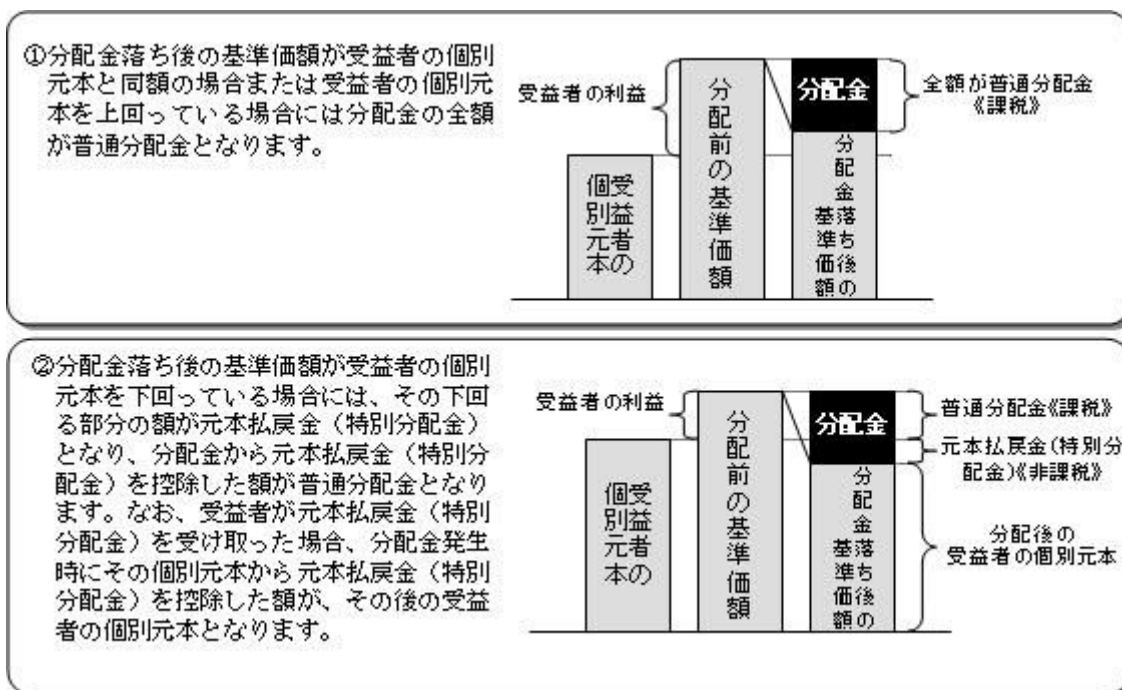 ①分配金落ち後の基準価額が受益者の個別
元本と同額の場合または受益者の個別元
本を上回っている場合には分配金の全額
が普通分配金となります。
受益者の利益
受益者の
個別元本
分配前の基準価額
分配金
分配金落ち後の
基準価額
全額が普通分配金
《課税》
②分配金落ち後の基準価額が受益者の個別
元本を下回っている場合には、その下回
る部分の額が元本払戻金（特別分配金）
となり、分配金から元本払戻金（特別分
配金）を控除した額が普通分配金となり
ます。なお、受益者が元本払戻金（特別
分配金）を受け取った場合、分配金発生
時にその個別元本から元本払戻金（特別
分配金）を控除した額が、その後の受益
者の個別元本となります。
受益者の利益
受益者の
個別元本
分配前の基準価額
分配金
分配金落ち後の
基準価額
普通分配金《課税》
元本払戻金(特別分
配金)《非課税》
分配後の
受益者の個別元本